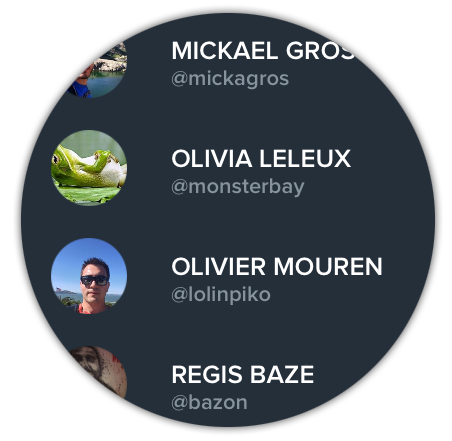 MICKAEL GROS
@mickagros
OLIVIA LELEUX
@monsterbay
OLIVIER MOUREN
@lolinpiko
REGIS BAZE
@bazon